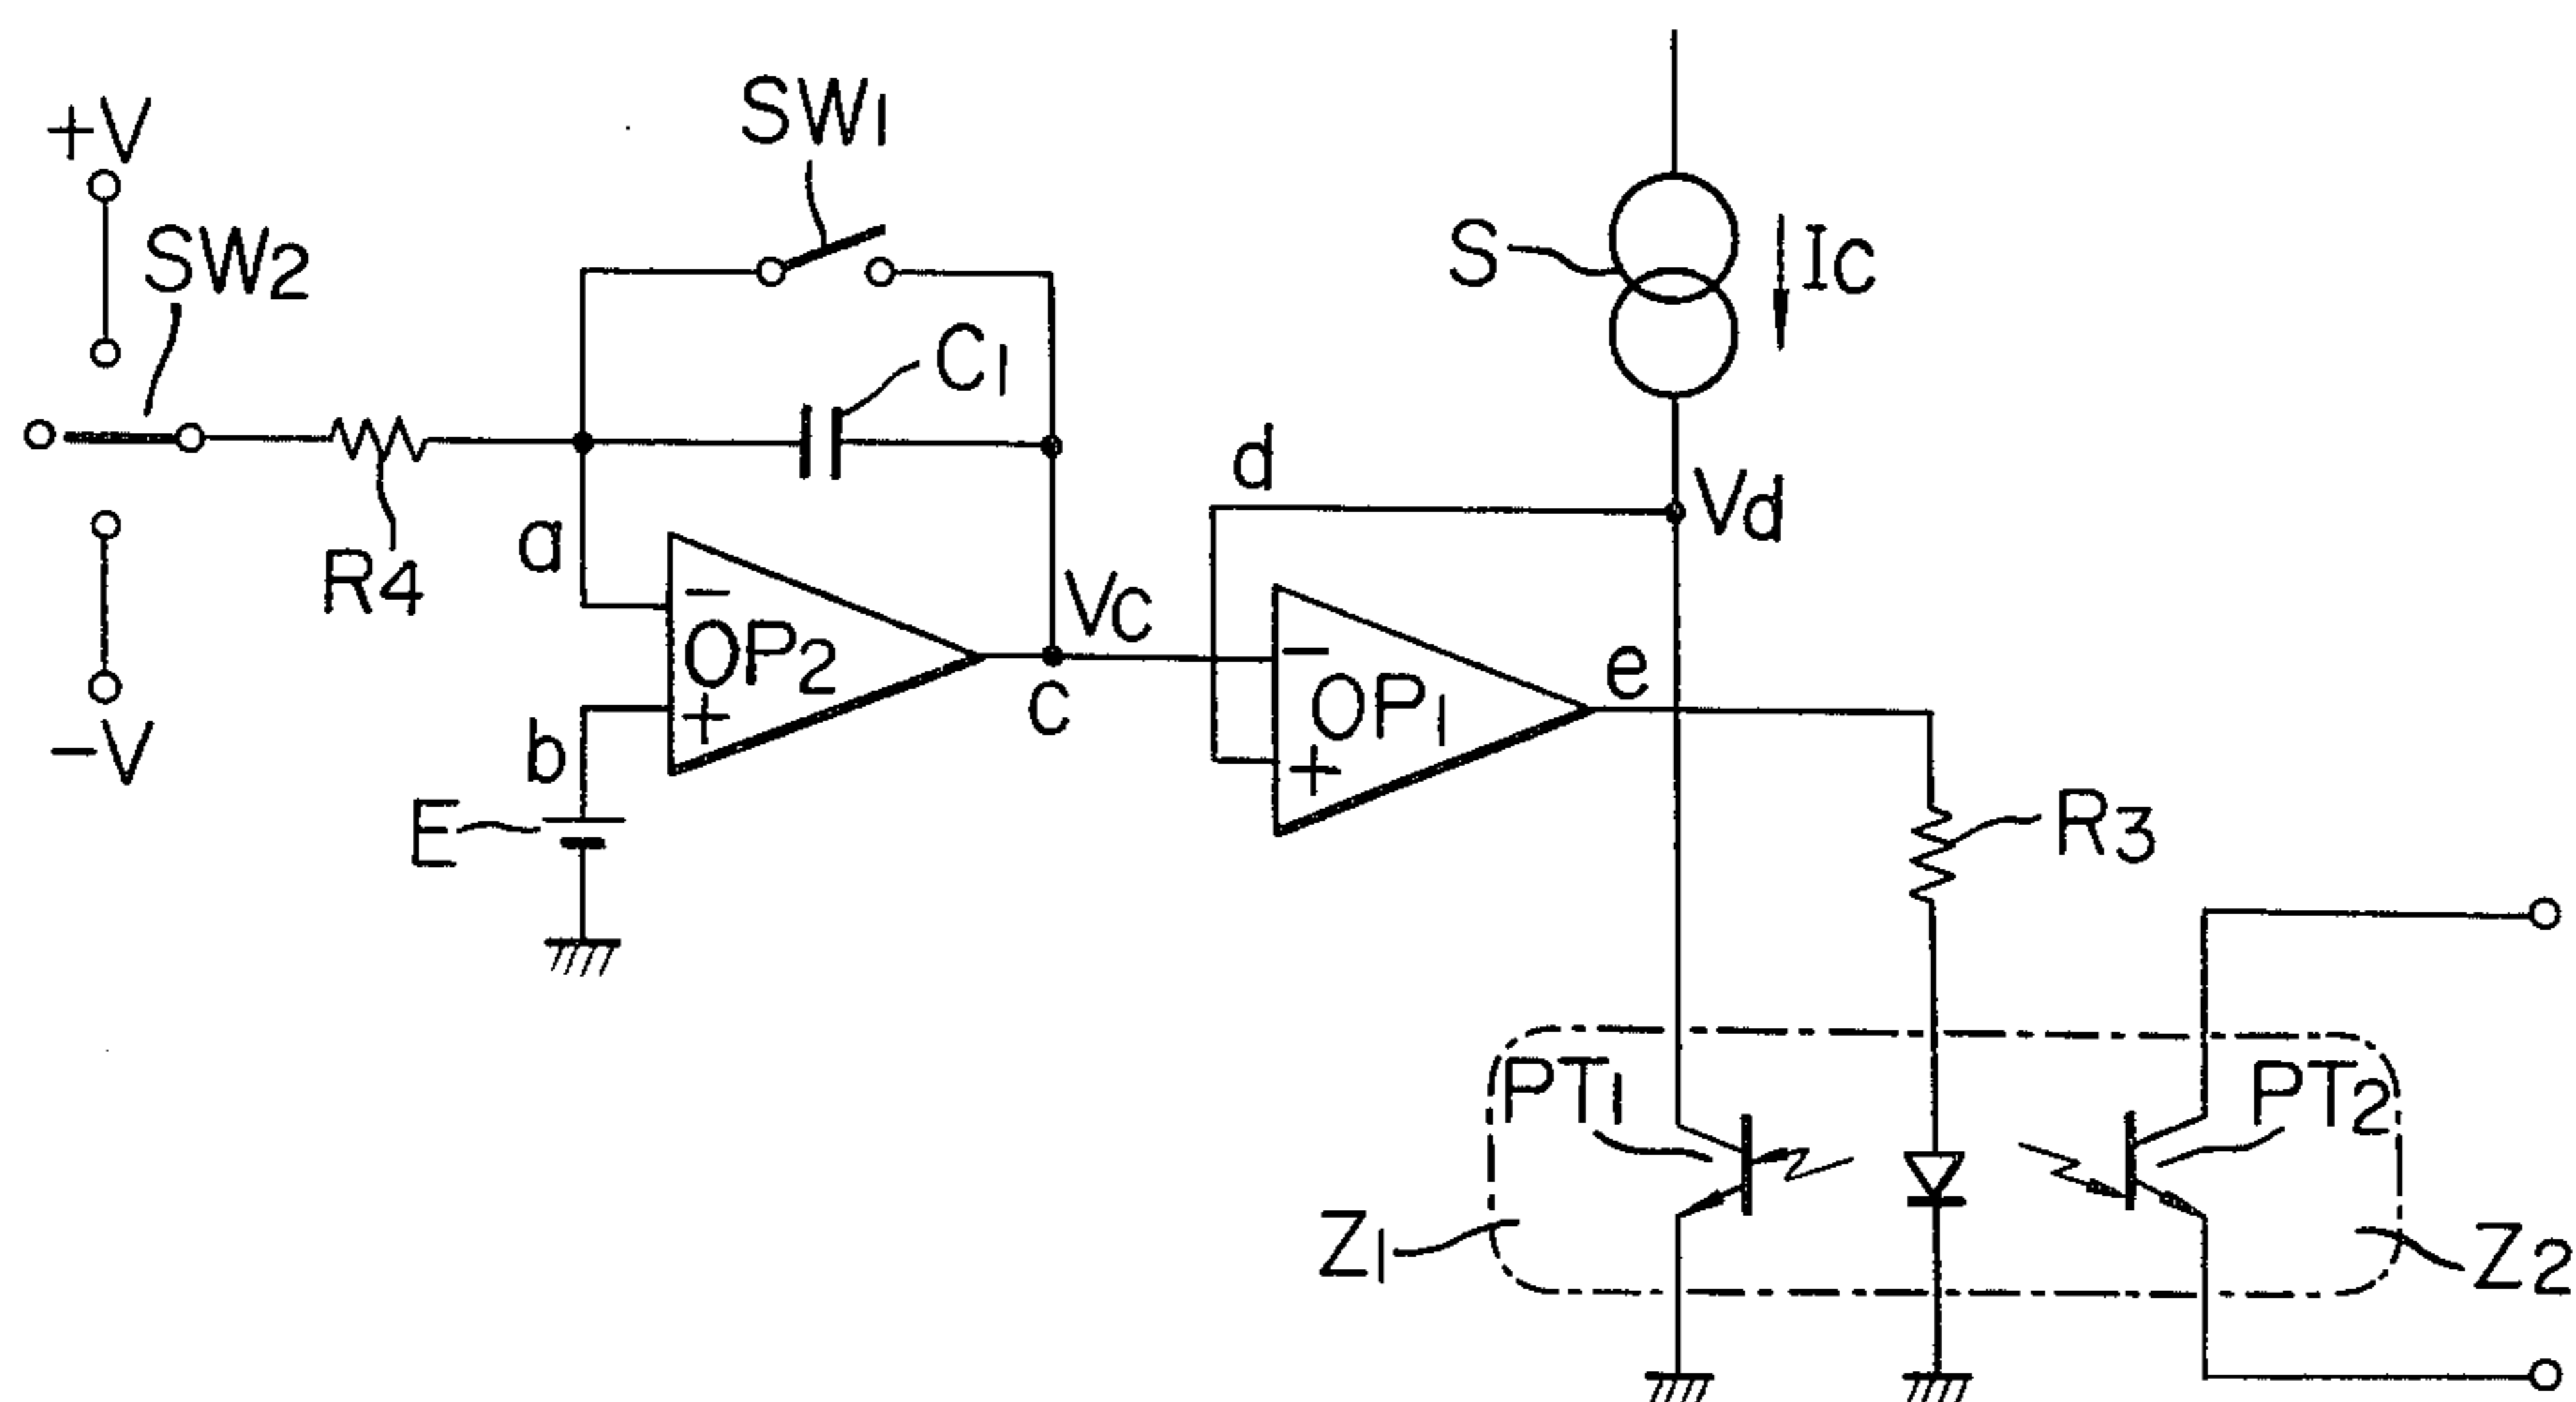 +V
SW1
SW2
S
IC
C1
d
Vd
R4
a
-
OP2
+
VC
c
-
OP1
+
e
b
-V
E
R3
PT1
PT2
Z1
Z2